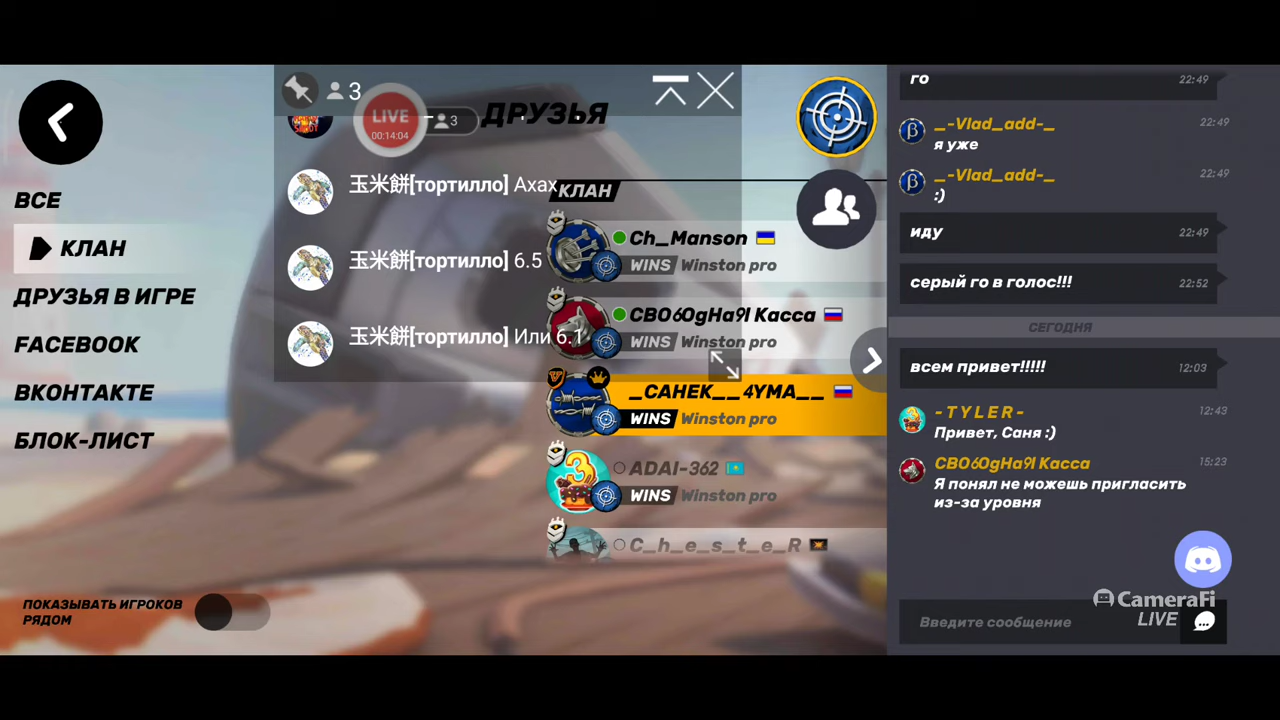 ВСЕ
КЛАН
ДРУЗЬЯ В ИГРЕ
FACEBOOK
ВКОНТАКТЕ
БЛОК-ЛИСТ
ПОКАЗЫВАТЬ ИГРОКОВ
РЯДОМ
3
LIVE
00:14:04
3
玉米餅[тортилло] Ахах
玉米餅[тортилло] 6.5
玉米餅[тортилло] Или 6.1
ДРУЗЬЯ
КЛАН
Ch_Manson
WINS Winston pro
CBO6OgHa9I Kacca
WINS Winston pro
_CAHEK__4YMA__
WINS Winston pro
ADAI-362
WINS Winston pro
C_h_e_s_t_e_R
го 22:49
_-Vlad_add-_ 22:49
я уже
_-Vlad_add-_ 22:49
:)
иду 22:49
серый го в голос!!! 22:52
СЕГОДНЯ
всем привет!!!!! 12:03
-TYLER- 12:43
Привет, Саня :)
CBO6OgHa9I Kacca 15:23
Я понял не можешь пригласить
из-за уровня
CameraFi
LIVE
Введите сообщение